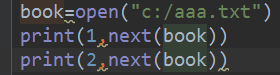 book=open("c:/aaa.txt")
print(1,next(book))
print(2,next(book))